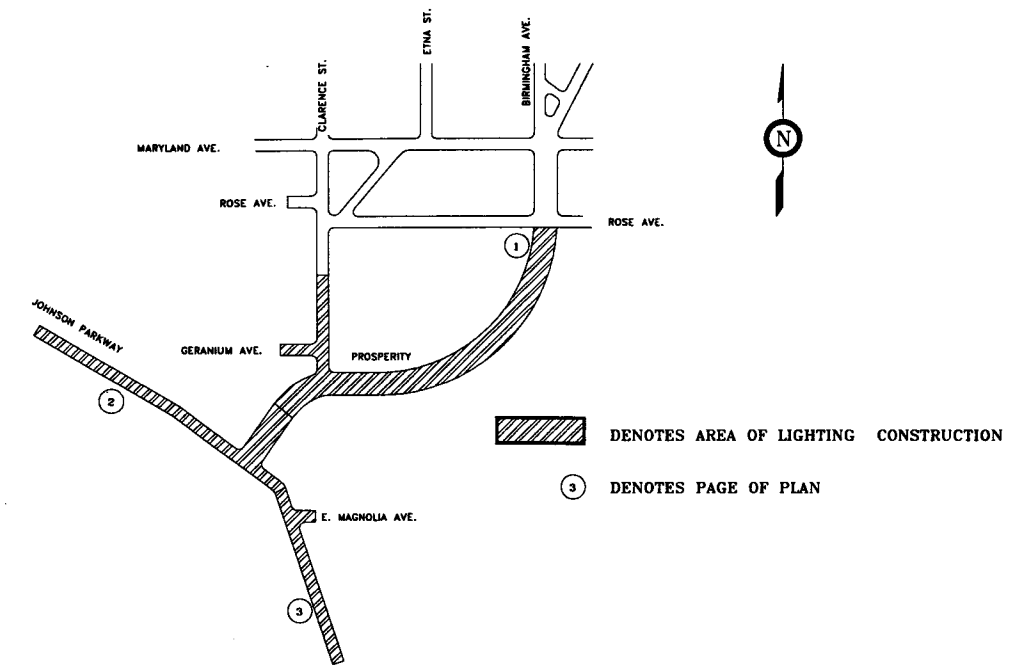 ETNA ST.
BIRMINGHAM AVE.
CLARENCE ST.
MARYLAND AVE.
N
ROSE AVE.
ROSE AVE.
1
JOHNSON PARKWAY
GERANIUM AVE.
PROSPERITY
2
DENOTES AREA OF LIGHTING CONSTRUCTION
3 DENOTES PAGE OF PLAN
E. MAGNOLIA AVE.
3